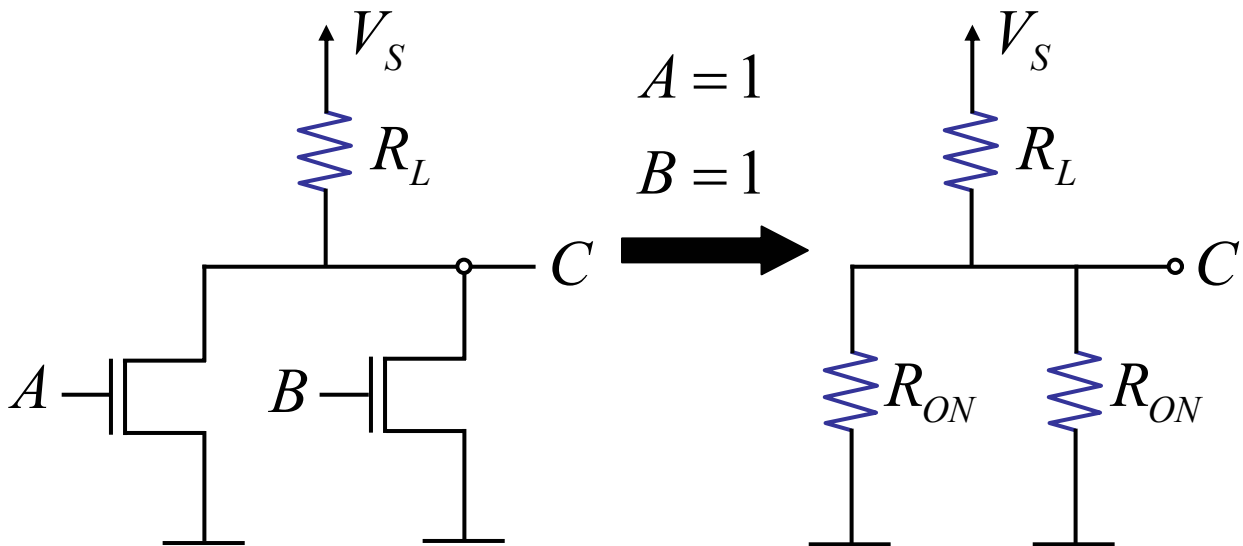 V_S
R_L
C
A
B
A = 1
B = 1
V_S
R_L
C
R_ON
R_ON